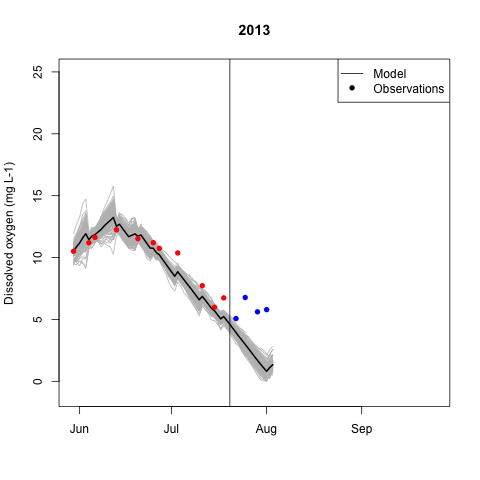 2013
Model
Observations
Dissolved oxygen (mg L-1)
25
20
15
10
5
0
Jun
Jul
Aug
Sep